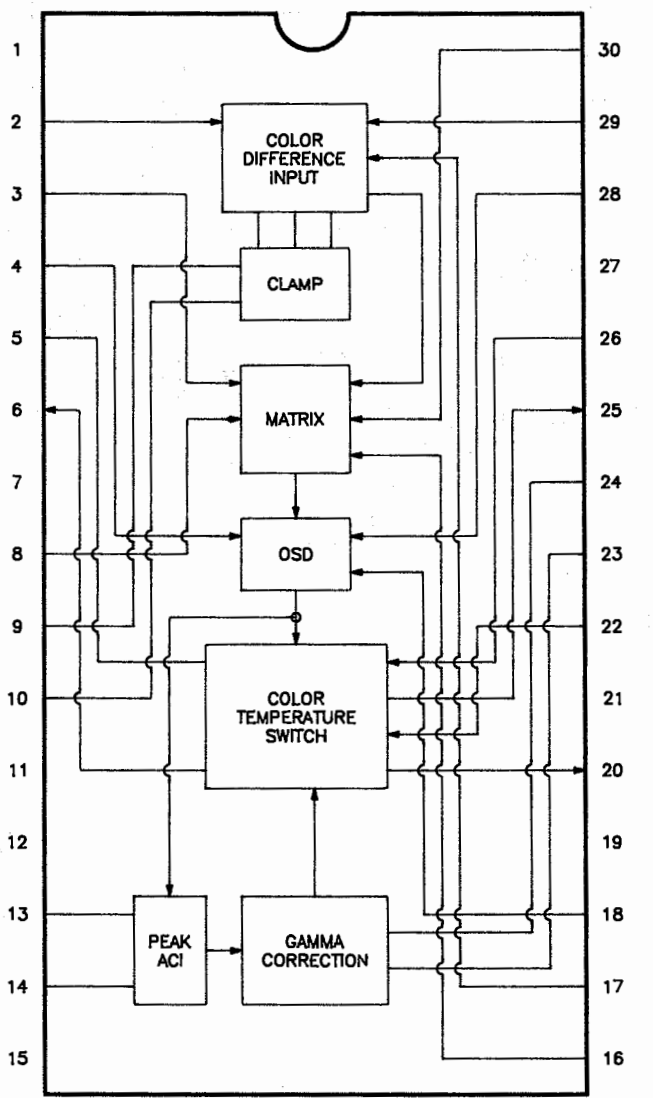 1
30
2
COLOR
DIFFERENCE
INPUT
29
3
28
4
CLAMP
27
5
26
6
MATRIX
25
7
24
8
OSD
23
9
22
10
COLOR
TEMPERATURE
SWITCH
21
11
20
12
19
13
18
PEAK
ACI
GAMMA
CORRECTION
14
17
15
16